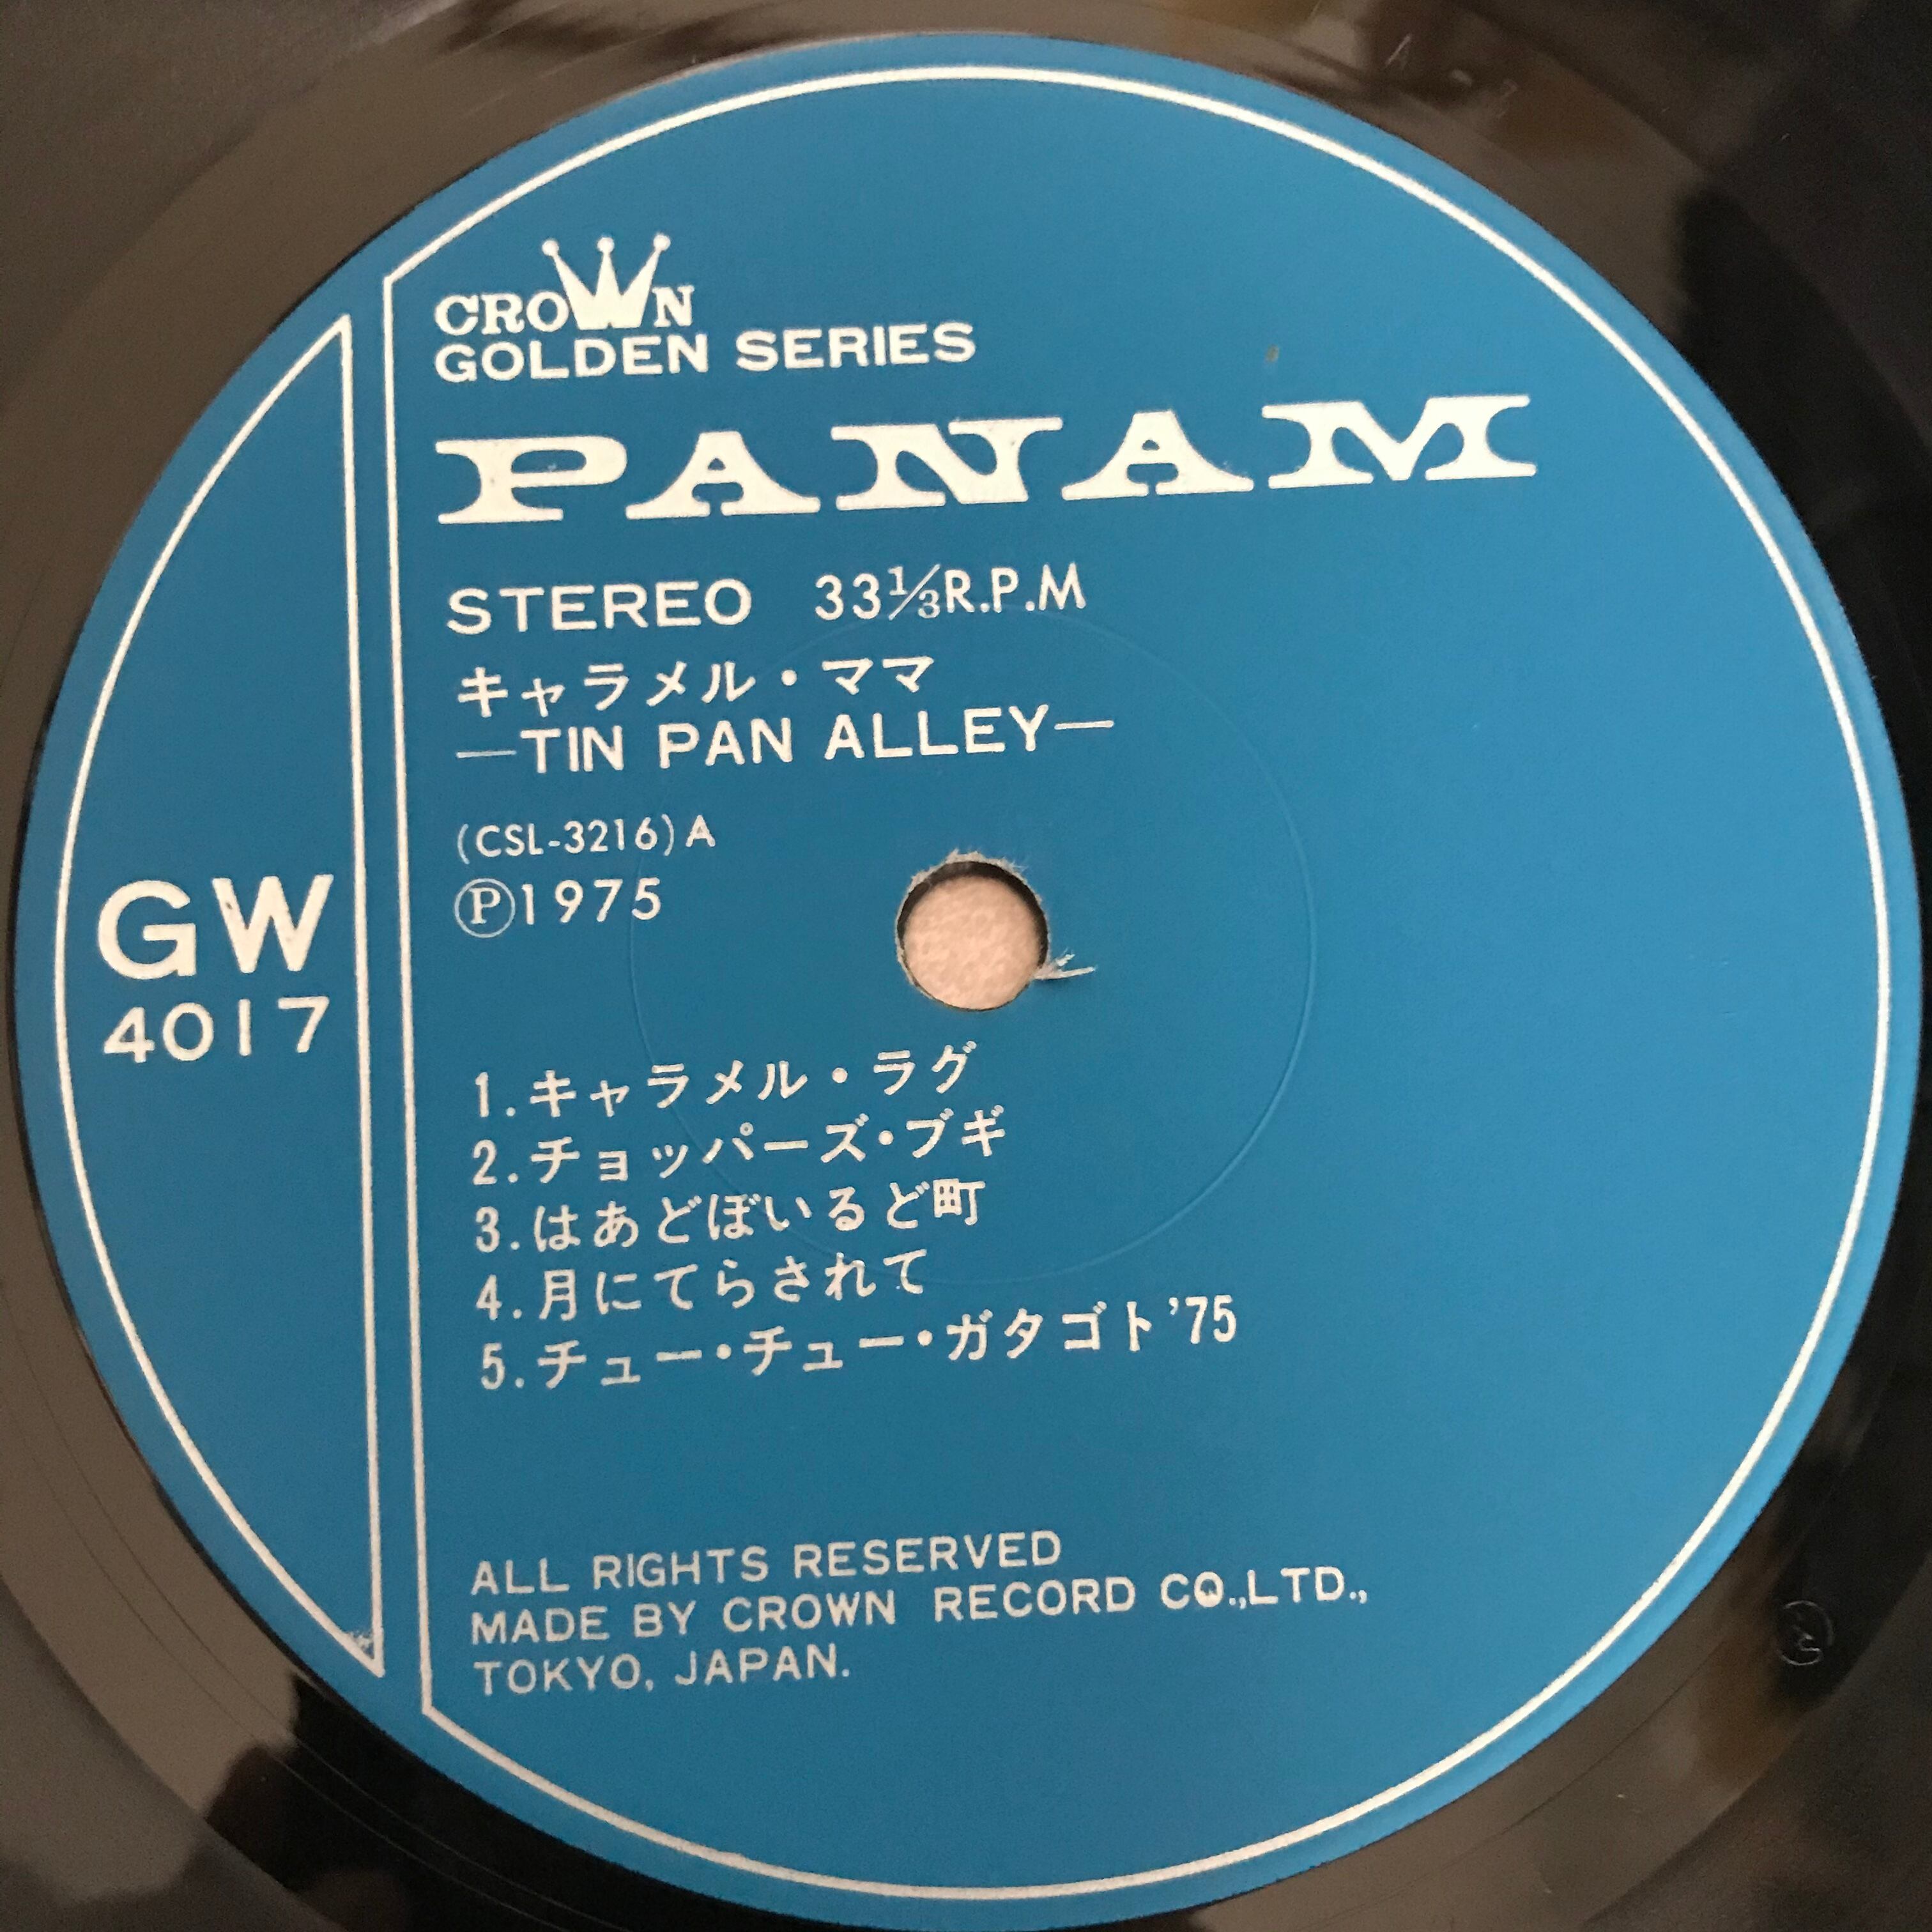 CROWN
GOLDEN SERIES
PANAM
STEREO 33⅓R.P.M
キャラメル・ママ
—TIN PAN ALLEY—
(CSL-3216)A
Ⓟ1975
GW
4017
1.キャラメル・ラグ
2.チョッパーズ・ブギ
3.はあどぼいるど町
4.月にてらされて
5.チュー・チュー・ガタゴト'75
ALL RIGHTS RESERVED
MADE BY CROWN RECORD CO.,LTD.,
TOKYO, JAPAN.